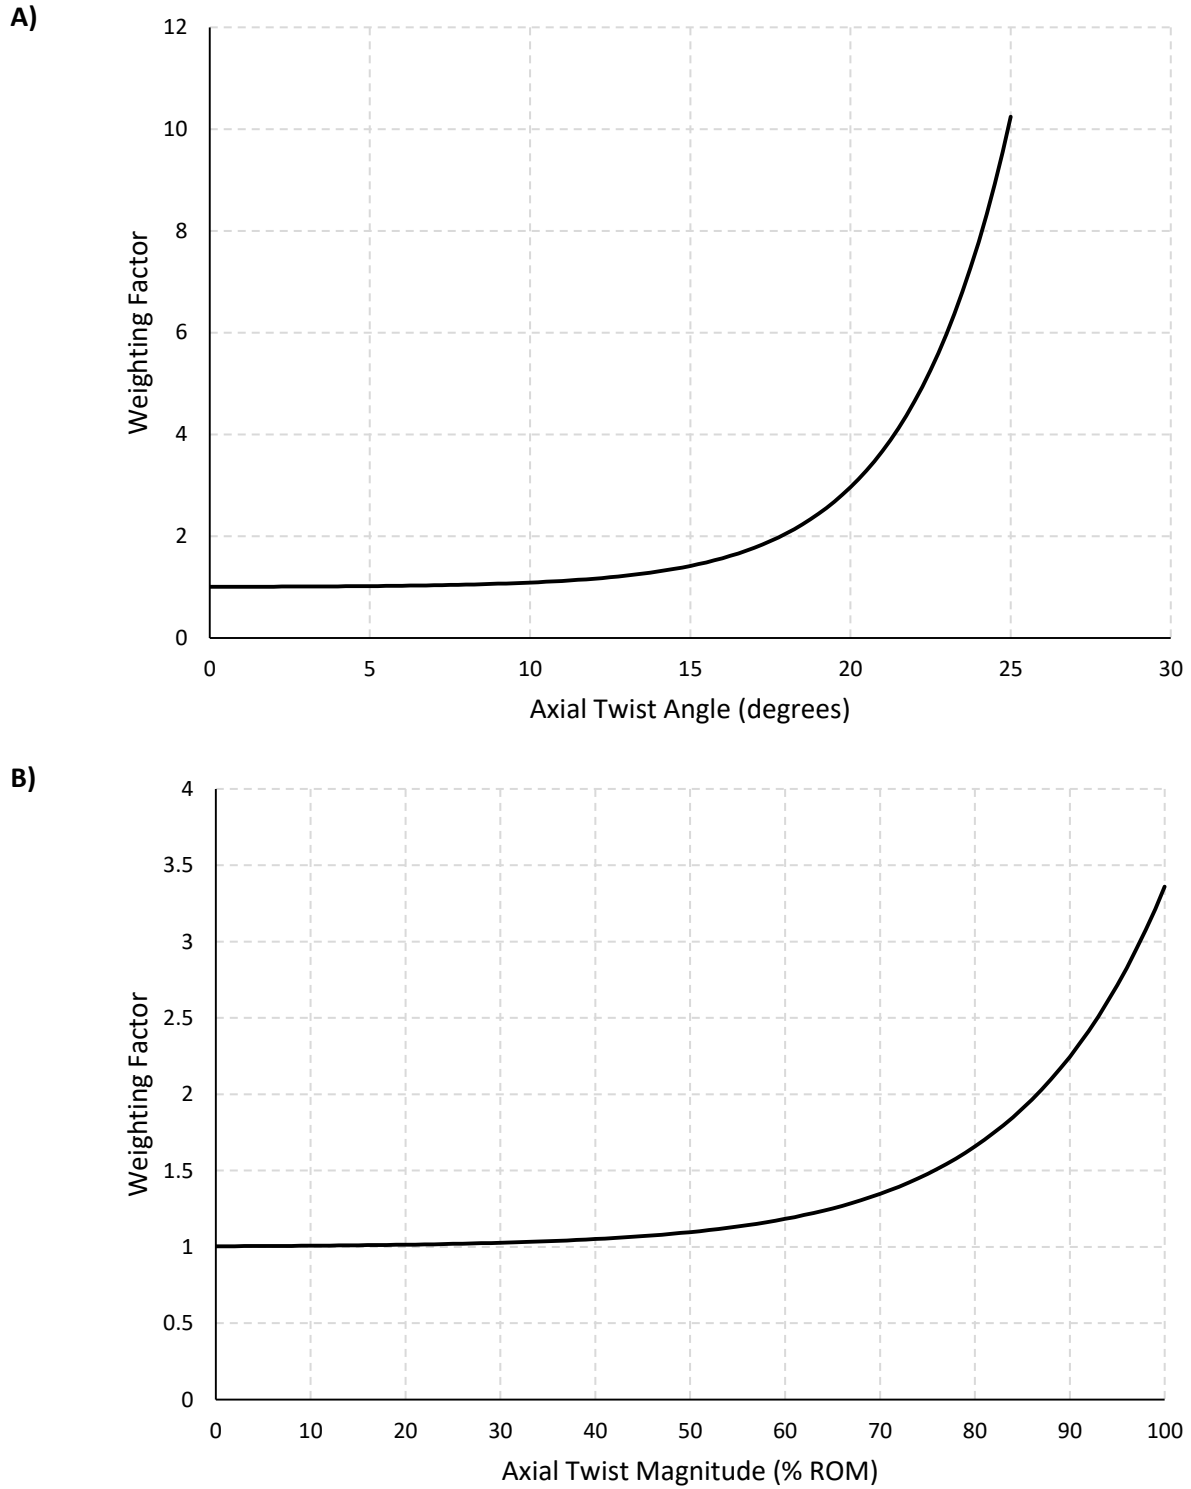 A)
12
10
8
6
4
2
0
Weighting Factor
0 5 10 15 20 25 30
Axial Twist Angle (degrees)
B)
4
3.5
3
2.5
2
1.5
1
0.5
0
Weighting Factor
0 10 20 30 40 50 60 70 80 90 100
Axial Twist Magnitude (% ROM)